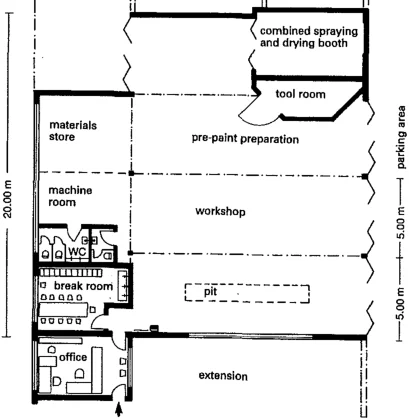 combined spraying
and drying booth
tool room
materials
store
pre-paint preparation
parking area
machine
room
workshop
20.00 m
5.00 m
WC
break room
pit
5.00 m
office
extension